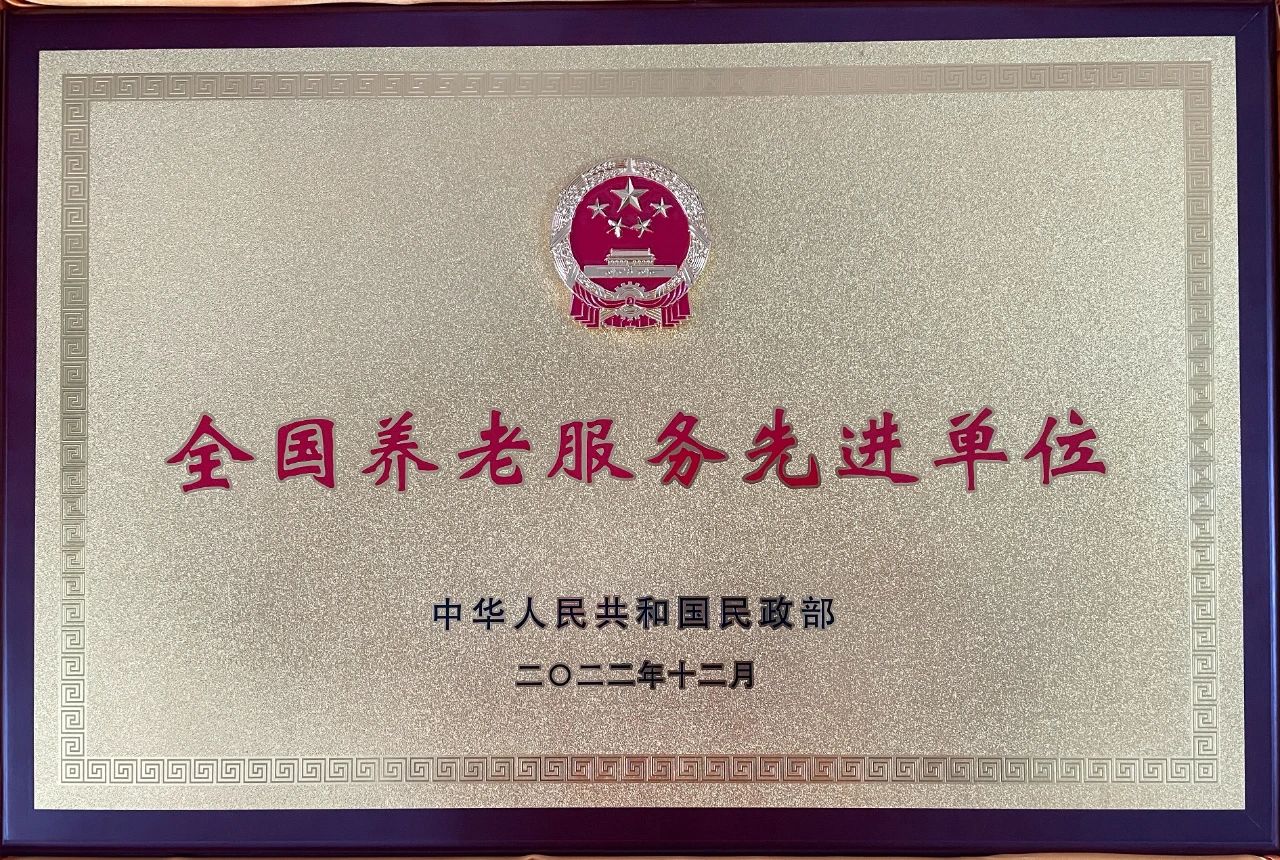 全国养老服务先进单位
中华人民共和国民政部
二〇二二年十二月